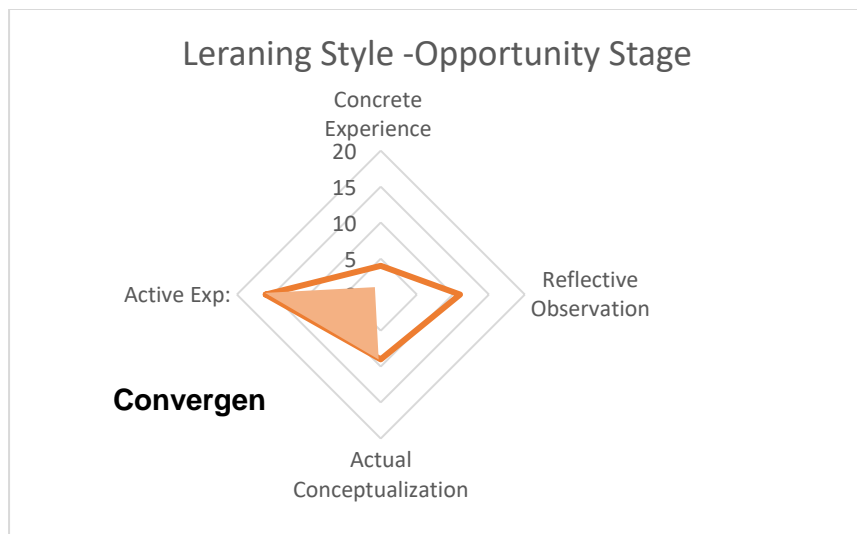 Leraning Style -Opportunity Stage
Concrete
Experience
20
15
10
5
Active Exp:
Reflective
Observation
Convergen
Actual
Conceptualization